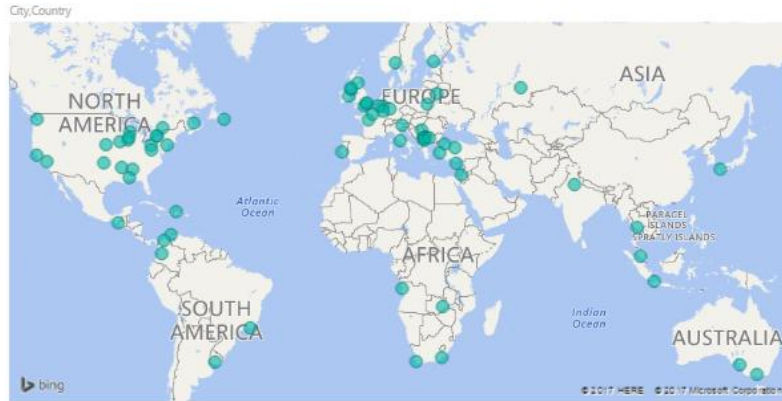 City,Country
NORTH
AMERICA
EUROPE
ASIA
Atlantic
Ocean
PARACEL
ISLANDS
SPRATLY ISLANDS
AFRICA
SOUTH
AMERICA
Indian
Ocean
AUSTRALIA
bing
© 2017 HERE © 2017 Microsoft Corporation